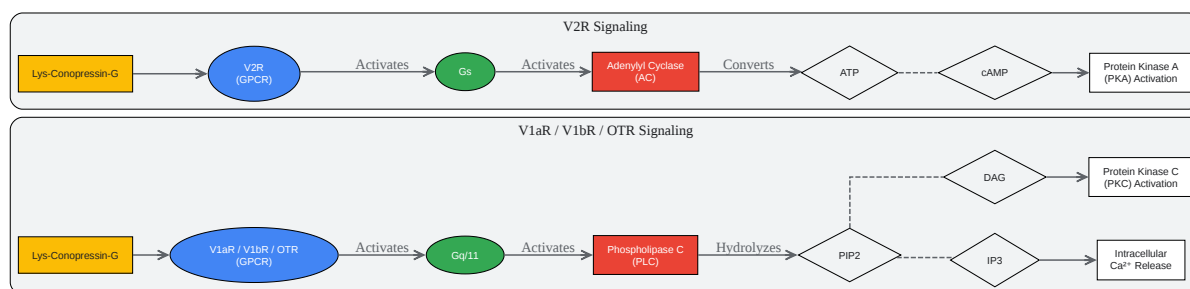 V2R Signaling
Lys-Conopressin-G
V2R
(GPCR)
Activates
Gs
Activates
Adenylyl Cyclase
(AC)
Converts
ATP
cAMP
Protein Kinase A
(PKA) Activation
V1aR / V1bR / OTR Signaling
DAG
Protein Kinase C
(PKC) Activation
Lys-Conopressin-G
V1aR / V1bR / OTR
(GPCR)
Activates
Gq/11
Activates
Phospholipase C
(PLC)
Hydrolyzes
PIP2
IP3
Intracellular
Ca²⁺ Release